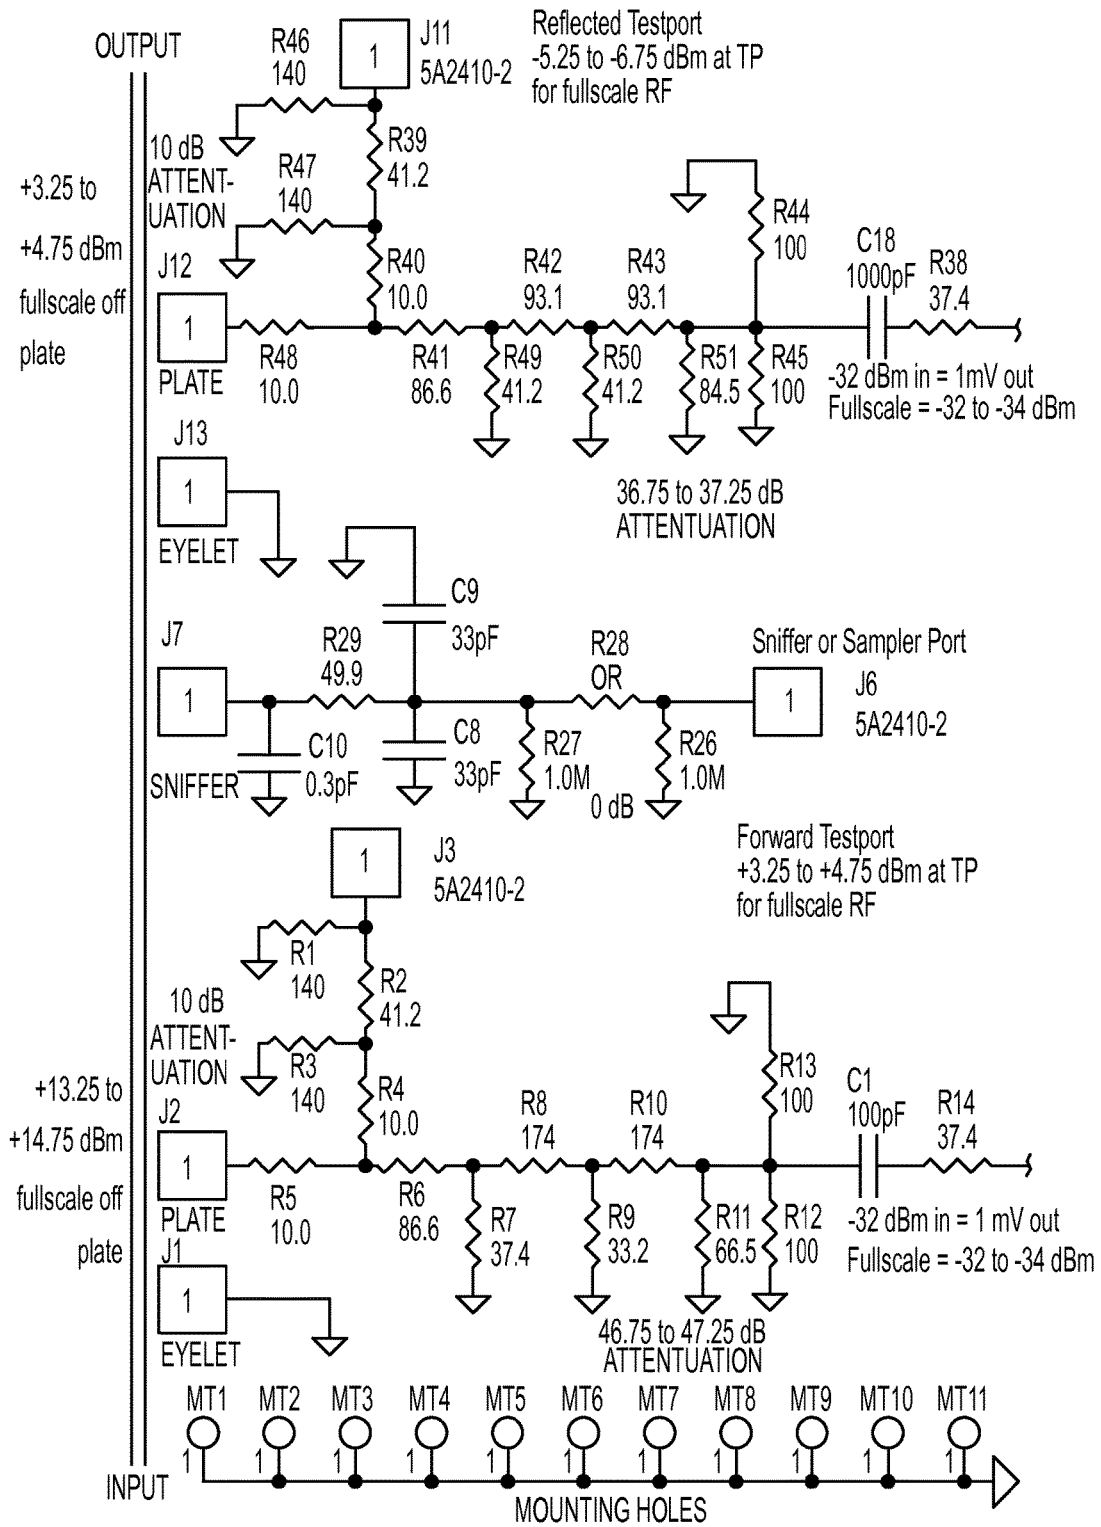 OUTPUT
R46
140
1
J11
5A2410-2
Reflected Testport
-5.25 to -6.75 dBm at TP
for fullscale RF
10 dB
ATTENT-
UATION
R39
41.2
R47
140
+3.25 to
+4.75 dBm
fullscale off
plate
J12
1
PLATE
R40
10.0
R48
10.0
R42
93.1
R43
93.1
R44
100
C18
1000pF
R38
37.4
R41
86.6
R49
41.2
R50
41.2
R51
84.5
R45
100
-32 dBm in = 1mV out
Fullscale = -32 to -34 dBm
J13
1
EYELET
36.75 to 37.25 dB
ATTENTUATION
C9
33pF
J7
1
SNIFFER
R29
49.9
R28
OR
Sniffer or Sampler Port
1
J6
5A2410-2
C10
0.3pF
C8
33pF
R27
1.0M
R26
1.0M
0 dB
1
J3
5A2410-2
Forward Testport
+3.25 to +4.75 dBm at TP
for fullscale RF
R1
140
R2
41.2
10 dB
ATTENT-
UATION
R3
140
R4
10.0
+13.25 to
+14.75 dBm
fullscale off
plate
J2
1
PLATE
R5
10.0
R8
174
R10
174
R13
100
C1
100pF
R14
37.4
R6
86.6
R7
37.4
R9
33.2
R11
66.5
R12
100
-32 dBm in = 1 mV out
Fullscale = -32 to -34 dBm
J1
1
EYELET
46.75 to 47.25 dB
ATTENTUATION
MT1 MT2 MT3 MT4 MT5 MT6 MT7 MT8 MT9 MT10 MT11
1 1 1 1 1 1 1 1 1 1 1
INPUT
MOUNTING HOLES